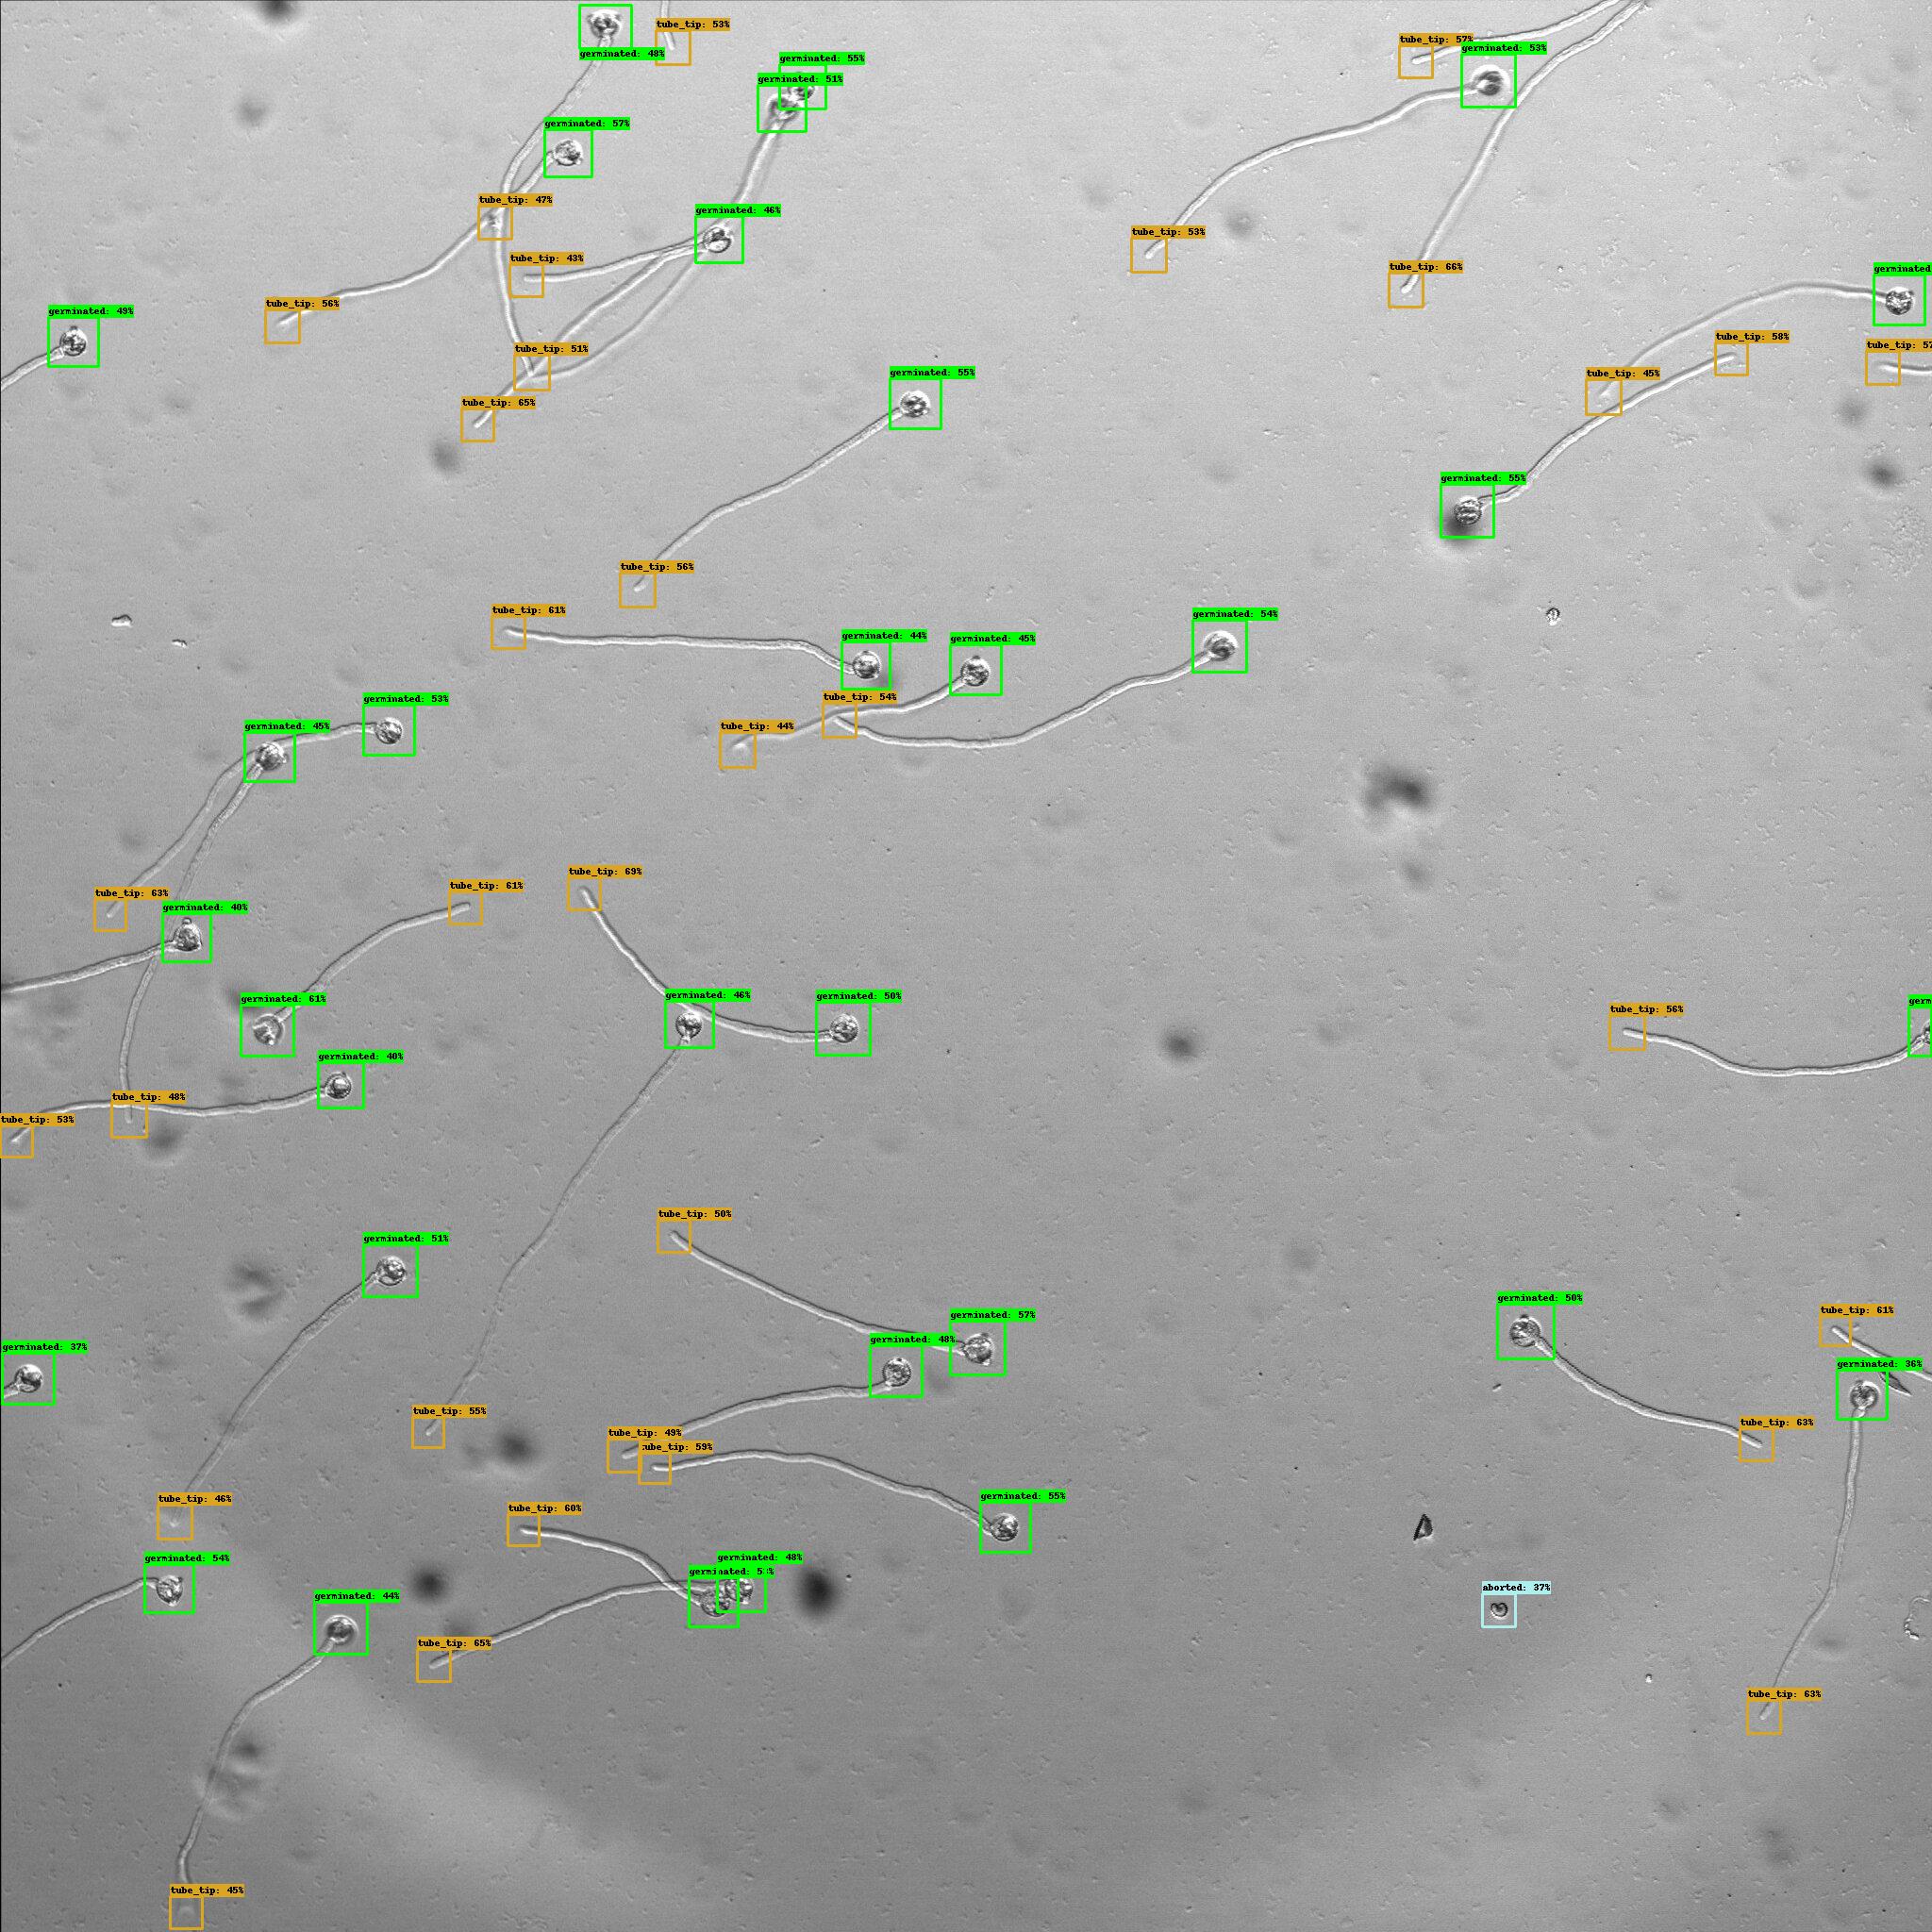 tube_tip: 53%
germinated: 48%
tube_tip: 57%
germinated: 53%
germinated: 55%
germinated: 51%
germinated: 57%
tube_tip: 47%
germinated: 46%
tube_tip: 53%
tube_tip: 43%
tube_tip: 66%
germinated
tube_tip: 56%
germinated: 49%
tube_tip: 58%
tube_tip: 57
tube_tip: 51%
germinated: 55%
tube_tip: 45%
tube_tip: 65%
germinated: 55%
tube_tip: 56%
tube_tip: 61%
germinated: 54%
germinated: 44%
germinated: 45%
germinated: 53%
tube_tip: 54%
germinated: 45%
tube_tip: 44%
tube_tip: 69%
tube_tip: 61%
tube_tip: 63%
germinated: 40%
germinated: 46%
germinated: 50%
germinated: 61%
germ
tube_tip: 56%
germinated: 40%
tube_tip: 48%
tube_tip: 53%
tube_tip: 50%
germinated: 51%
germinated: 50%
tube_tip: 61%
germinated: 57%
germinated: 48%
germinated: 37%
germinated: 36%
tube_tip: 55%
tube_tip: 63%
tube_tip: 49%
tube_tip: 59%
germinated: 55%
tube_tip: 46%
tube_tip: 60%
germinated: 54%
germinated: 48%
aborted: 37%
germinated: 44%
tube_tip: 65%
tube_tip: 63%
tube_tip: 45%